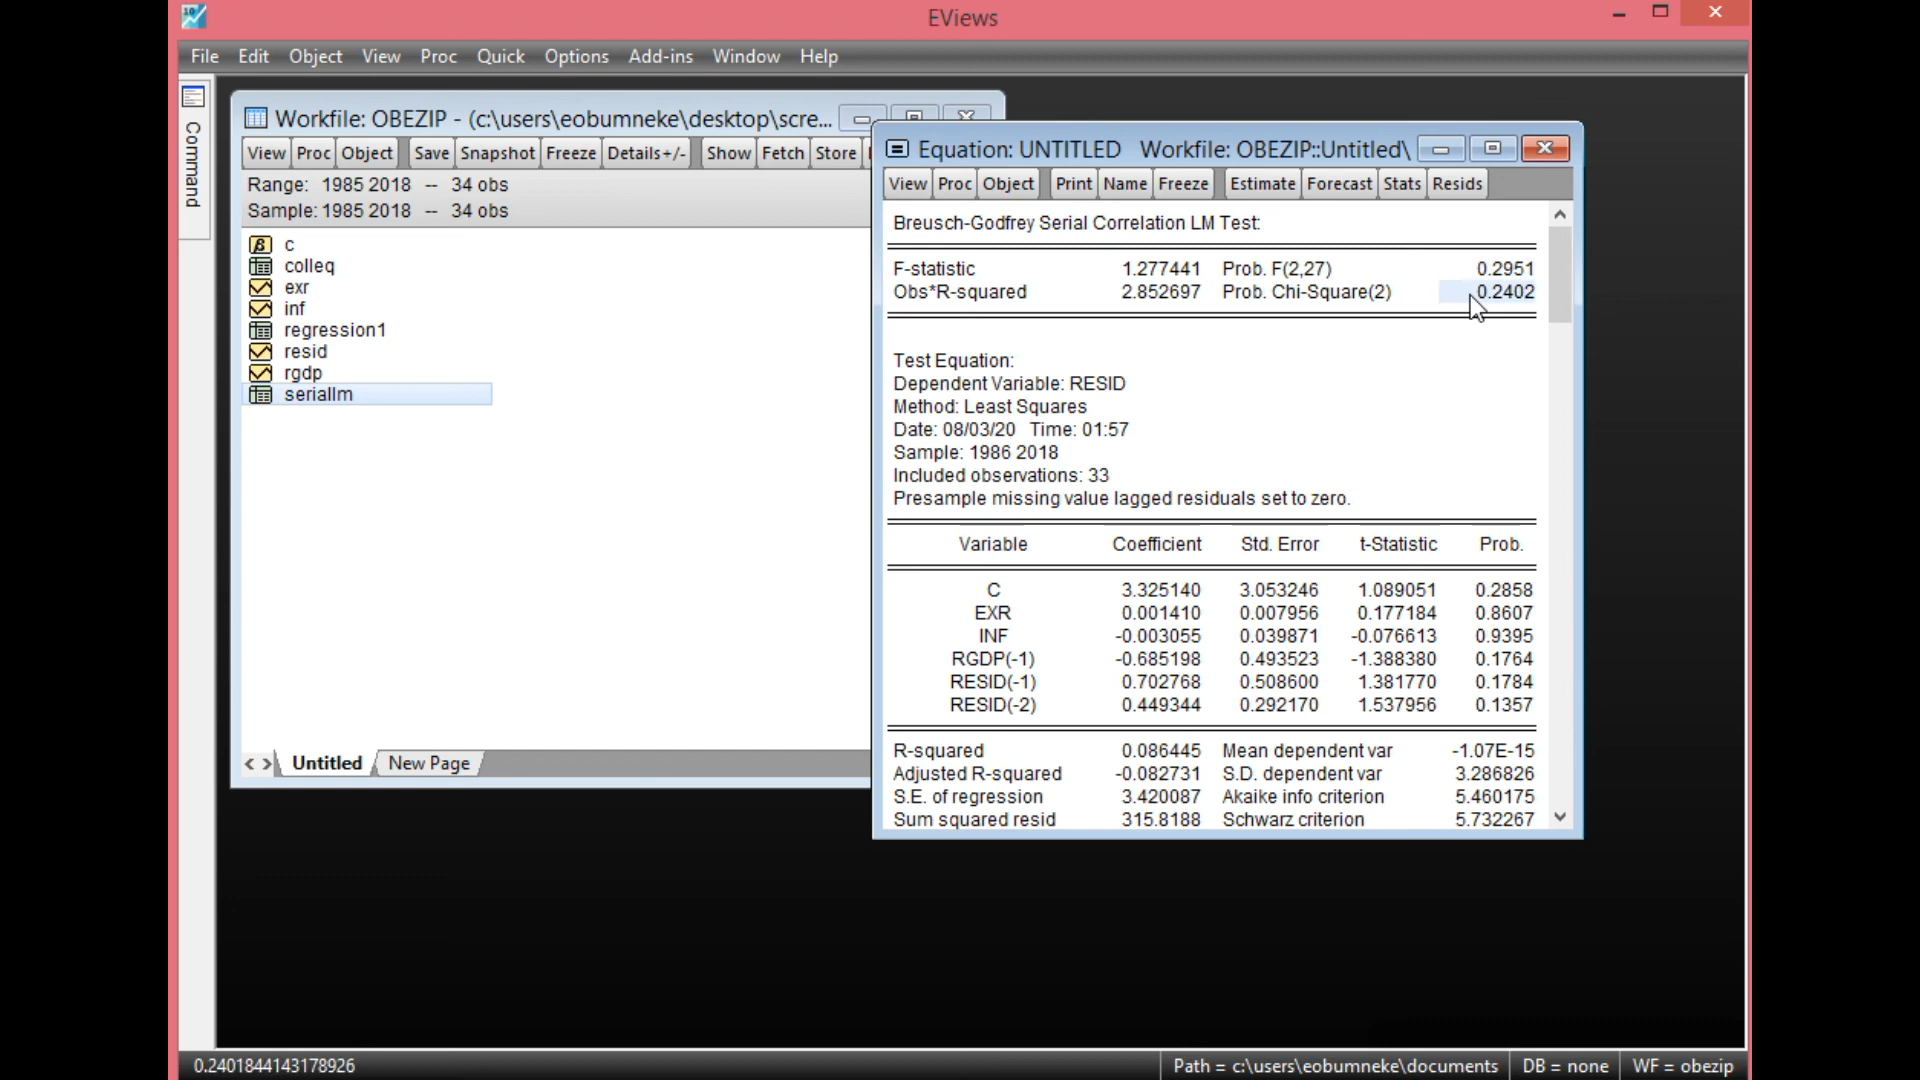 EViews
File Edit Object View Proc Quick Options Add-ins Window Help
Command
Workfile: OBEZIP - (c:\users\eobumneke\desktop\scre...
View Proc Object Save Snapshot Freeze Details+/- Show Fetch Store
Range: 1985 2018 -- 34 obs
Sample: 1985 2018 -- 34 obs
c
colleq
exr
inf
regression1
resid
rgdp
seriallm
Untitled New Page
Equation: UNTITLED Workfile: OBEZIP::Untitled\
View Proc Object Print Name Freeze Estimate Forecast Stats Resids
Breusch-Godfrey Serial Correlation LM Test:
F-statistic 1.277441 Prob. F(2,27) 0.2951
Obs*R-squared 2.852697 Prob. Chi-Square(2) 0.2402
Test Equation:
Dependent Variable: RESID
Method: Least Squares
Date: 08/03/20 Time: 01:57
Sample: 1986 2018
Included observations: 33
Presample missing value lagged residuals set to zero.
Variable Coefficient Std. Error t-Statistic Prob.
C 3.325140 3.053246 1.089051 0.2858
EXR 0.001410 0.007956 0.177184 0.8607
INF -0.003055 0.039871 -0.076613 0.9395
RGDP(-1) -0.685198 0.493523 -1.388380 0.1764
RESID(-1) 0.702768 0.508600 1.381770 0.1784
RESID(-2) 0.449344 0.292170 1.537956 0.1357
R-squared 0.086445 Mean dependent var -1.07E-15
Adjusted R-squared -0.082731 S.D. dependent var 3.286826
S.E. of regression 3.420087 Akaike info criterion 5.460175
Sum squared resid 315.8188 Schwarz criterion 5.732267
0.2401844143178926 Path = c:\users\eobumneke\documents DB = none WF = obezip